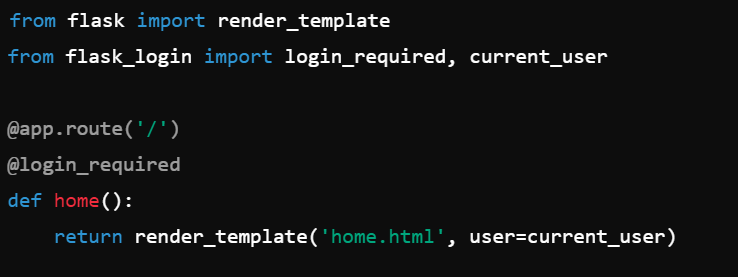 from flask import render_template
from flask_login import login_required, current_user
@app.route('/')
@login_required
def home():
    return render_template('home.html', user=current_user)